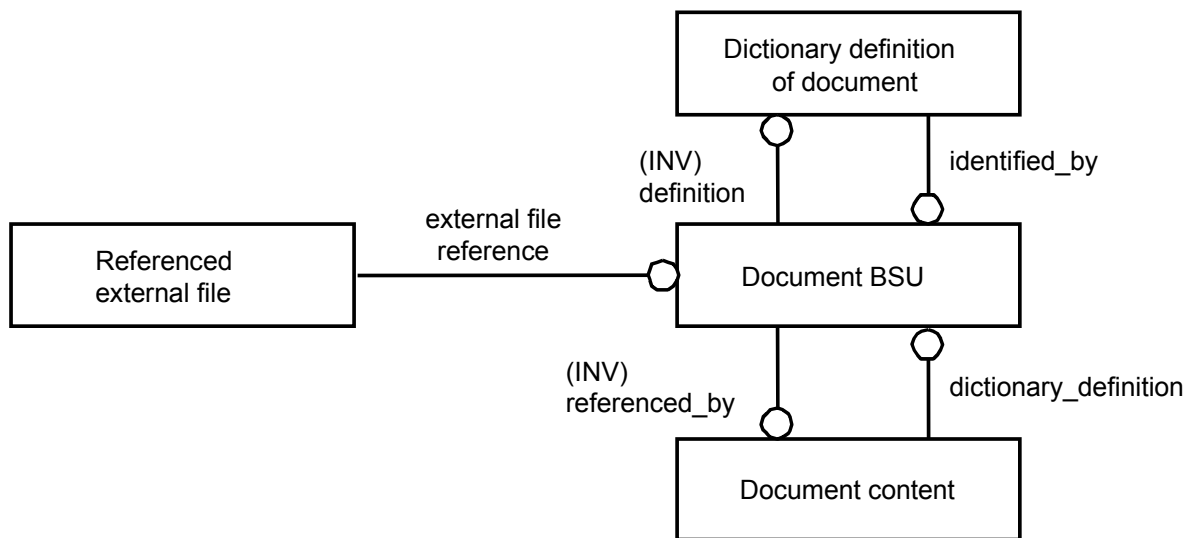 Dictionary definition
of document
(INV)
definition
identified_by
external file
reference
Referenced
external file
Document BSU
(INV)
referenced_by
dictionary_definition
Document content